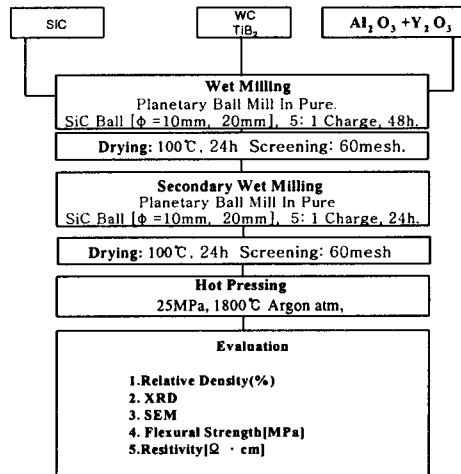 SiC
WC
TiB₂
Al₂O₃+Y₂O₃
Wet Milling
Planetary Ball Mill In Pure.
SiC Ball [Φ =10mm, 20mm], 5: 1 Charge, 48h.
Drying: 100℃, 24h Screening: 60mesh.
Secondary Wet Milling
Planetary Ball Mill In Pure
SiC Ball [Φ =10mm, 20mm], 5: 1 Charge, 24h.
Drying: 100℃, 24h Screening: 60mesh
Hot Pressing
25MPa, 1800℃ Argon atm,
Evaluation
1.Relative Density(%)
2. XRD
3. SEM
4. Flexural Strength[MPa]
5.Resitivity[Ω · cm]